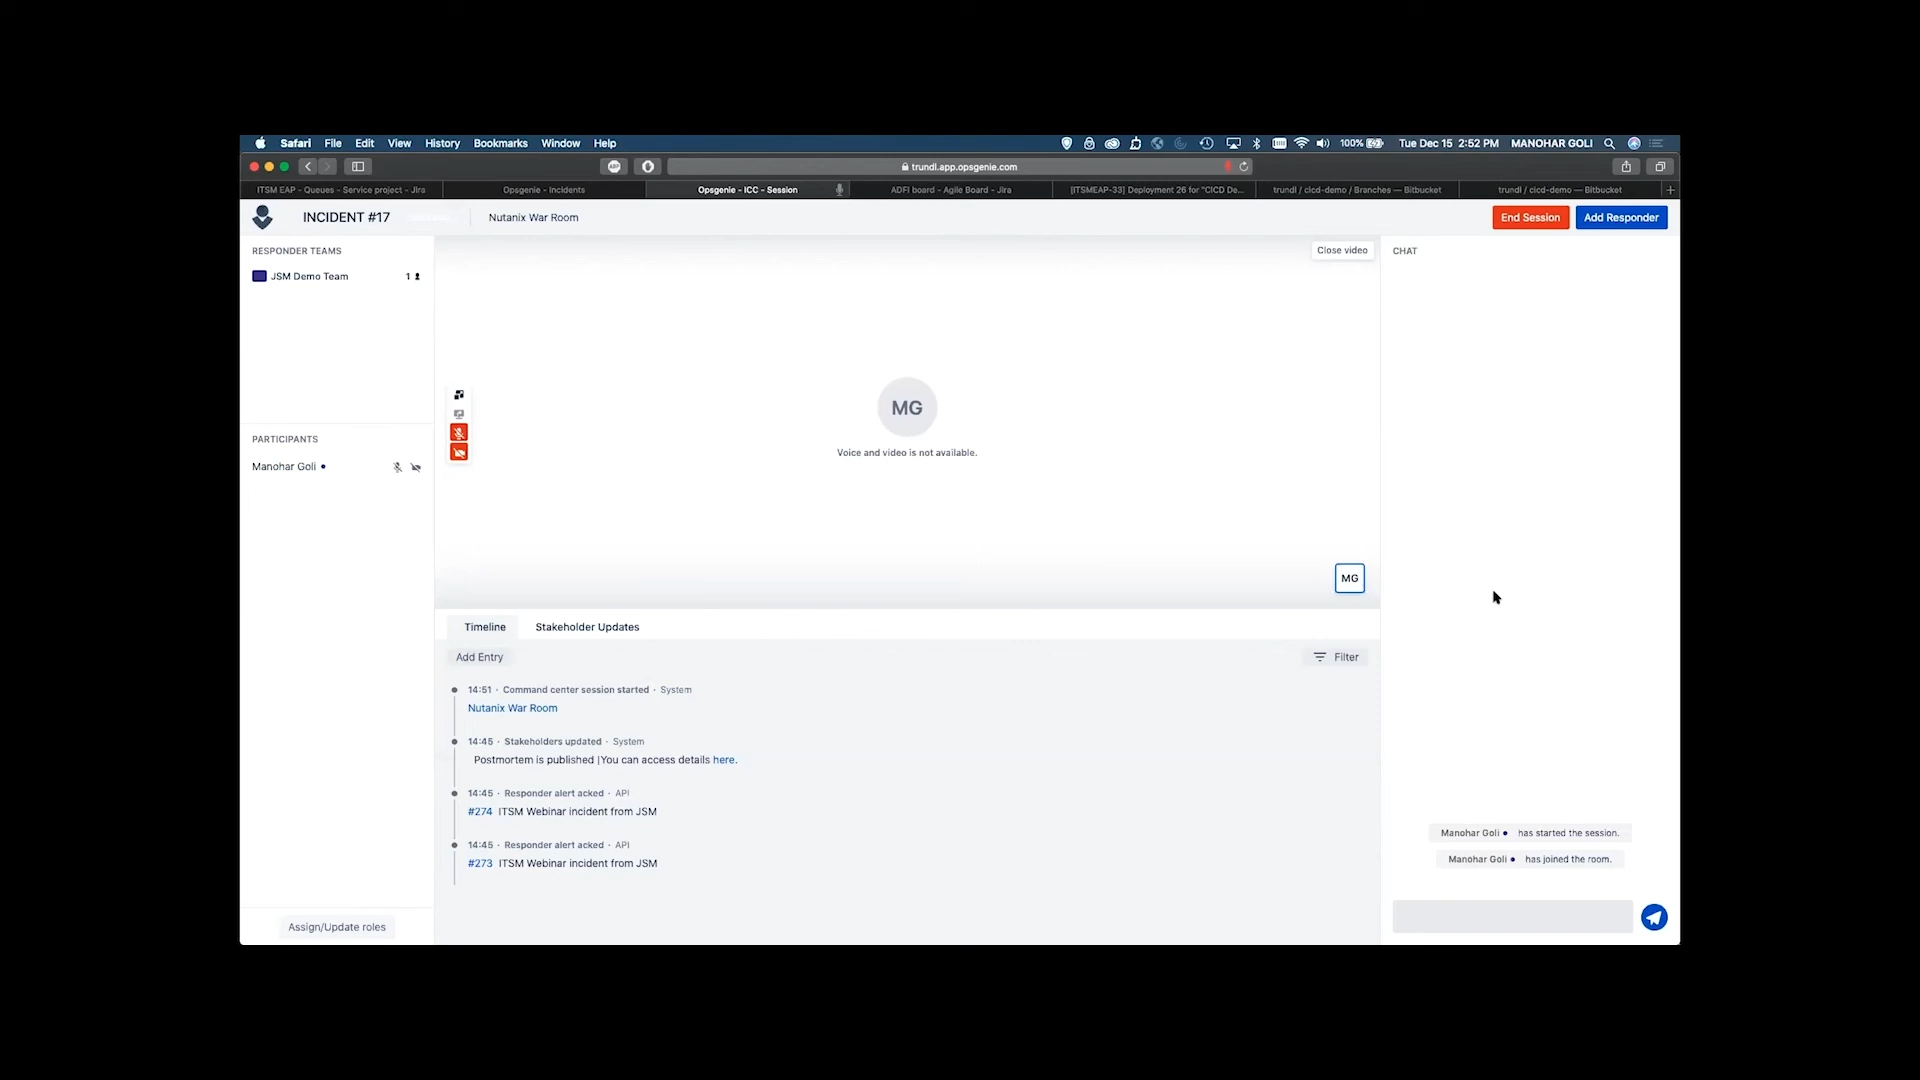 Safari File Edit View History Bookmarks Window Help 100% Tue Dec 15 2:52 PM MANOHAR GOLI
trundl.app.opsgenie.com
ITSM EAP - Queues - Service project - Jira
Opsgenie - Incidents
Opsgenie - ICC - Session
ADFI board - Agile Board - Jira
[ITSMEAP-33] Deployment 26 for "CICD De...
trundl / cicd-demo / Branches — Bitbucket
trundl / cicd-demo — Bitbucket
INCIDENT #17
Nutanix War Room
End Session
Add Responder
RESPONDER TEAMS
JSM Demo Team 1
PARTICIPANTS
Manohar Goli
Assign/Update roles
Close video
MG
Voice and video is not available.
MG
Timeline
Stakeholder Updates
Add Entry
Filter
14:51 · Command center session started · System
Nutanix War Room
14:45 · Stakeholders updated · System
Postmortem is published |You can access details here.
14:45 · Responder alert acked · API
#274 ITSM Webinar incident from JSM
14:45 · Responder alert acked · API
#273 ITSM Webinar incident from JSM
CHAT
Manohar Goli has started the session.
Manohar Goli has joined the room.